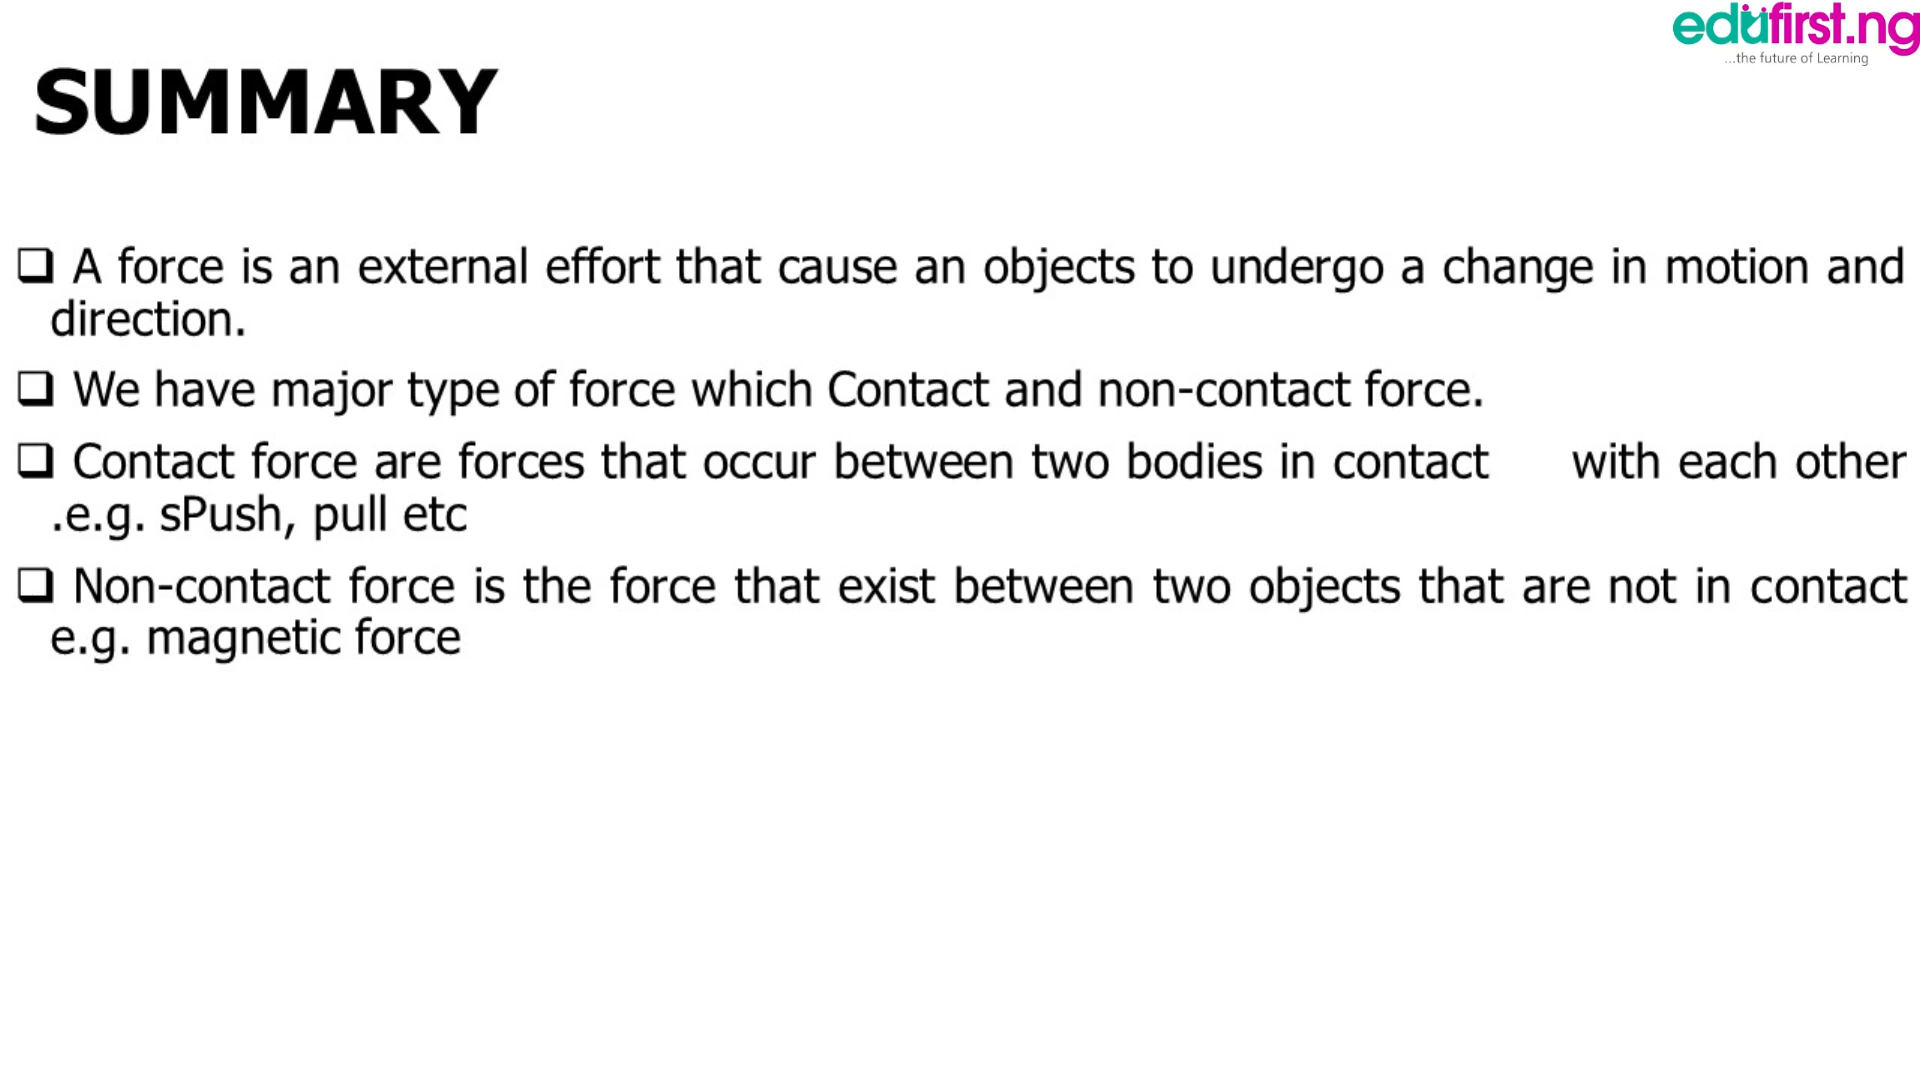 edufirst.ng
...the future of Learning
SUMMARY
❑ A force is an external effort that cause an objects to undergo a change in motion and
direction.
❑ We have major type of force which Contact and non-contact force.
❑ Contact force are forces that occur between two bodies in contact with each other
.e.g. sPush, pull etc
❑ Non-contact force is the force that exist between two objects that are not in contact
e.g. magnetic force